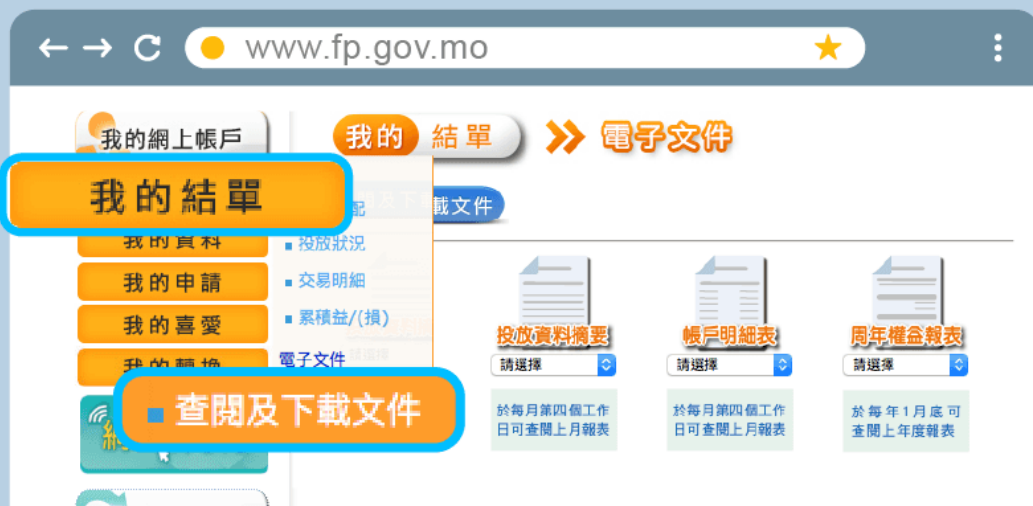 www.fp.gov.mo
我的網上帳戶
我的結單
我的資料
我的申請
我的喜愛
我的轉換
我的 結單 電子文件
載文件
配
投放狀況
交易明細
累積益/(損)
電子文件
查閱及下載文件
投放資料摘要
請選擇
於每月第四個工作
日可查閱上月報表
帳戶明細表
請選擇
於每月第四個工作
日可查閱上月報表
周年權益報表
請選擇
於每年1月底可
查閱上年度報表